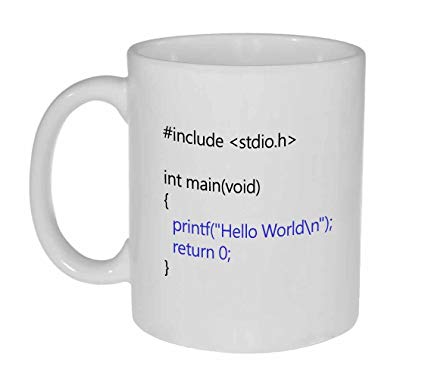 #include <stdio.h>
int main(void)
{
printf("Hello World\n");
return 0;
}